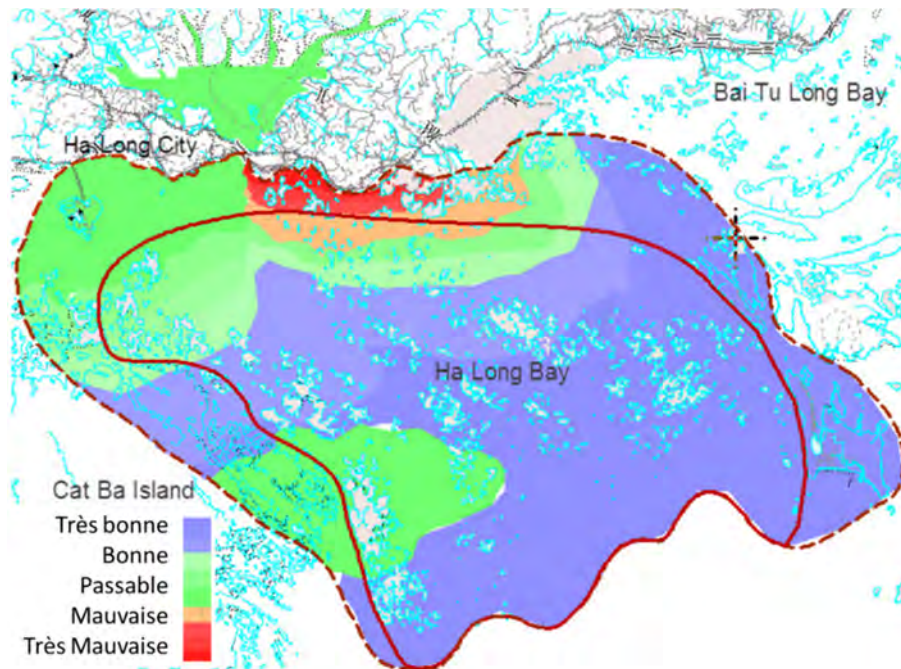 Bai Tu Long Bay
Ha Long City
Ha Long Bay
Cat Ba Island
Très bonne
Bonne
Passable
Mauvaise
Très Mauvaise